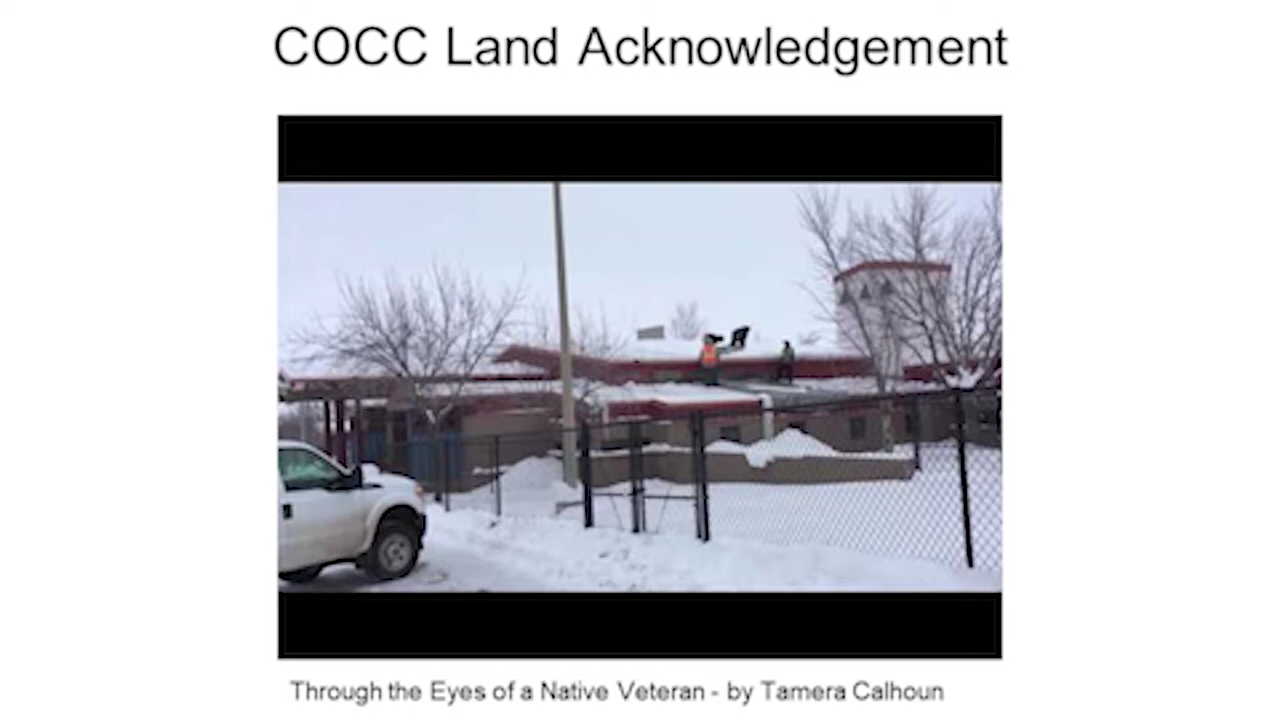 COCC Land Acknowledgement
Through the Eyes of a Native Veteran - by Tamera Calhoun